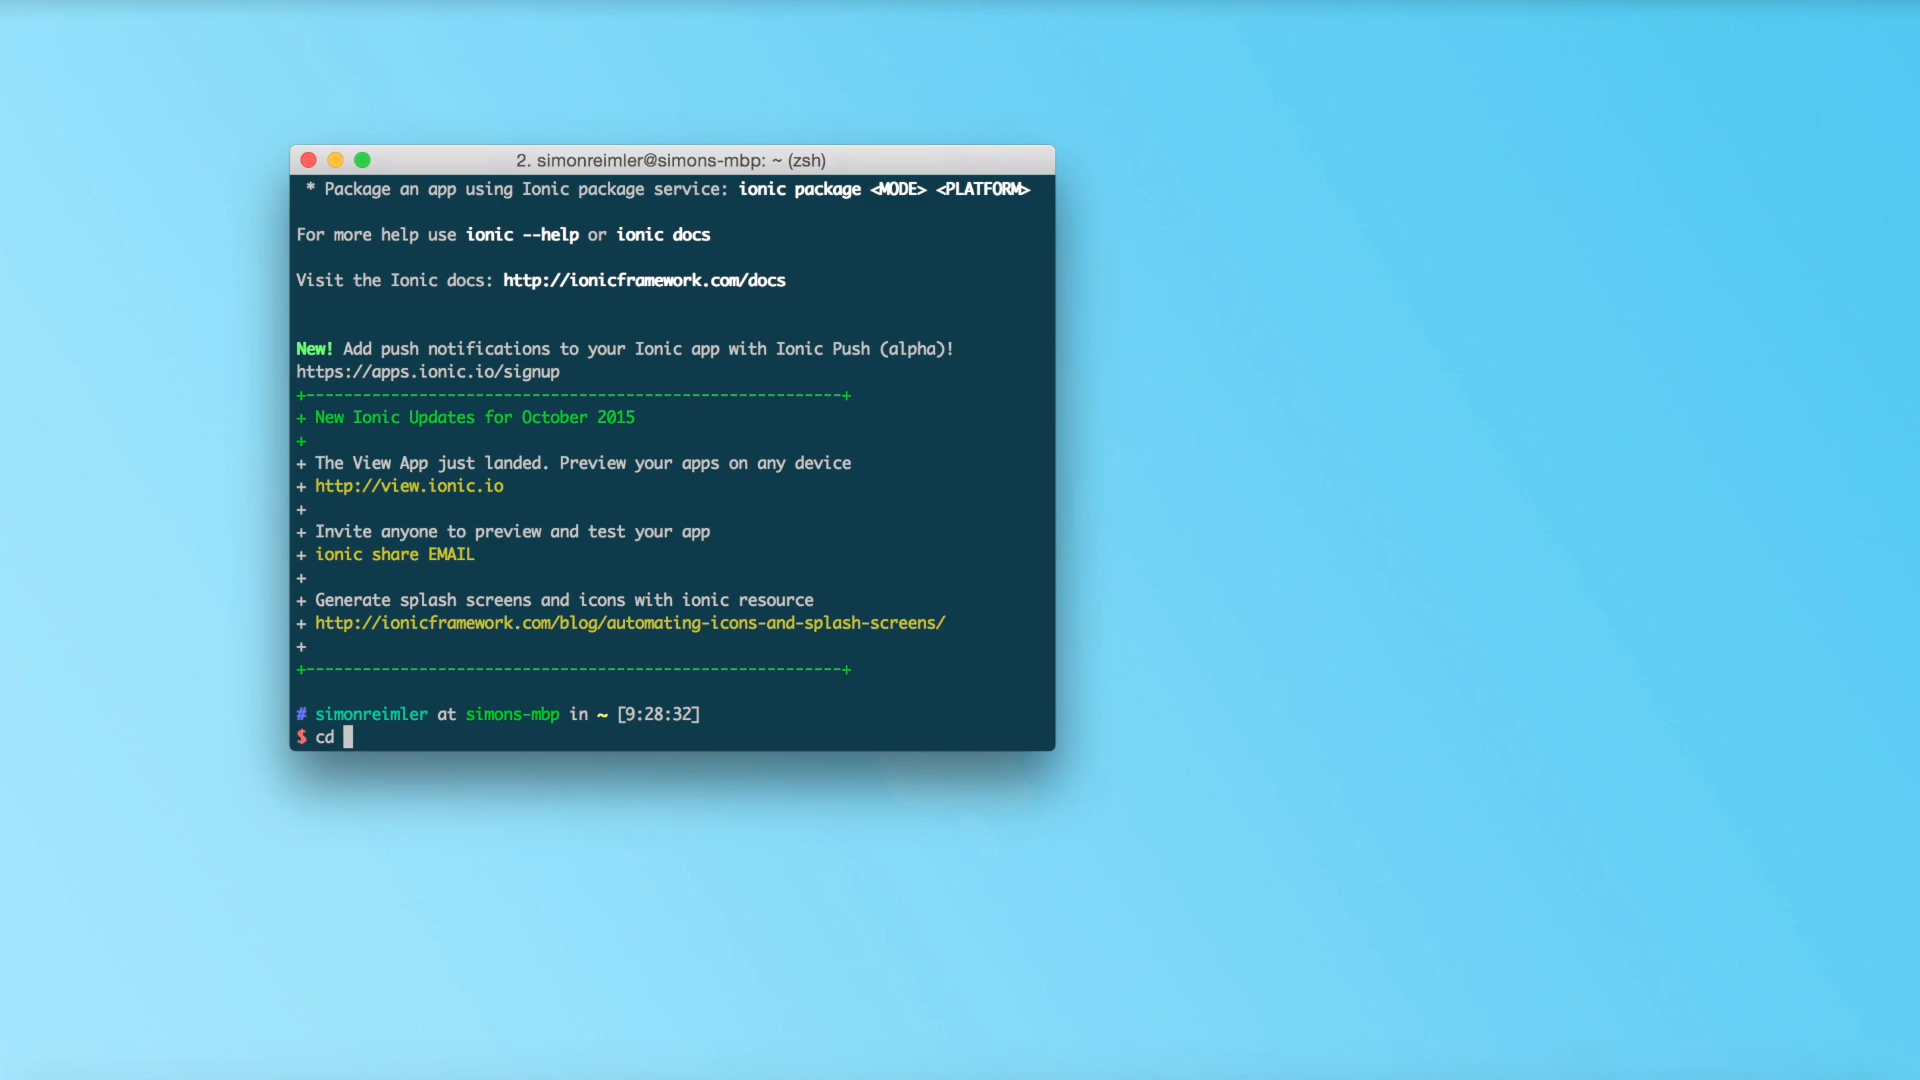 2. simonreimler@simons-mbp: ~ (zsh)
* Package an app using Ionic package service: ionic package <MODE> <PLATFORM>
For more help use ionic --help or ionic docs
Visit the Ionic docs: http://ionicframework.com/docs
New! Add push notifications to your Ionic app with Ionic Push (alpha)!
https://apps.ionic.io/signup
+---------------------------------------------------------+
+ New Ionic Updates for October 2015
+
+ The View App just landed. Preview your apps on any device
+ http://view.ionic.io
+
+ Invite anyone to preview and test your app
+ ionic share EMAIL
+
+ Generate splash screens and icons with ionic resource
+ http://ionicframework.com/blog/automating-icons-and-splash-screens/
+
+---------------------------------------------------------+
# simonreimler at simons-mbp in ~ [9:28:32]
$ cd